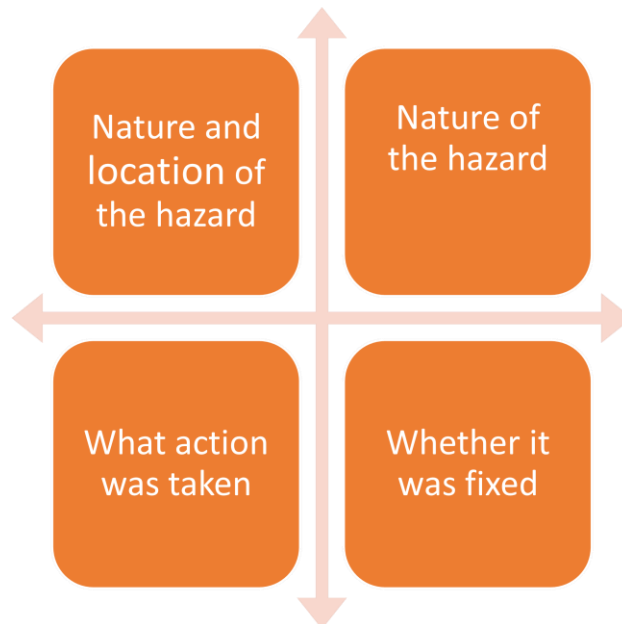 Nature and
location of
the hazard
Nature of
the hazard
What action
was taken
Whether it
was fixed